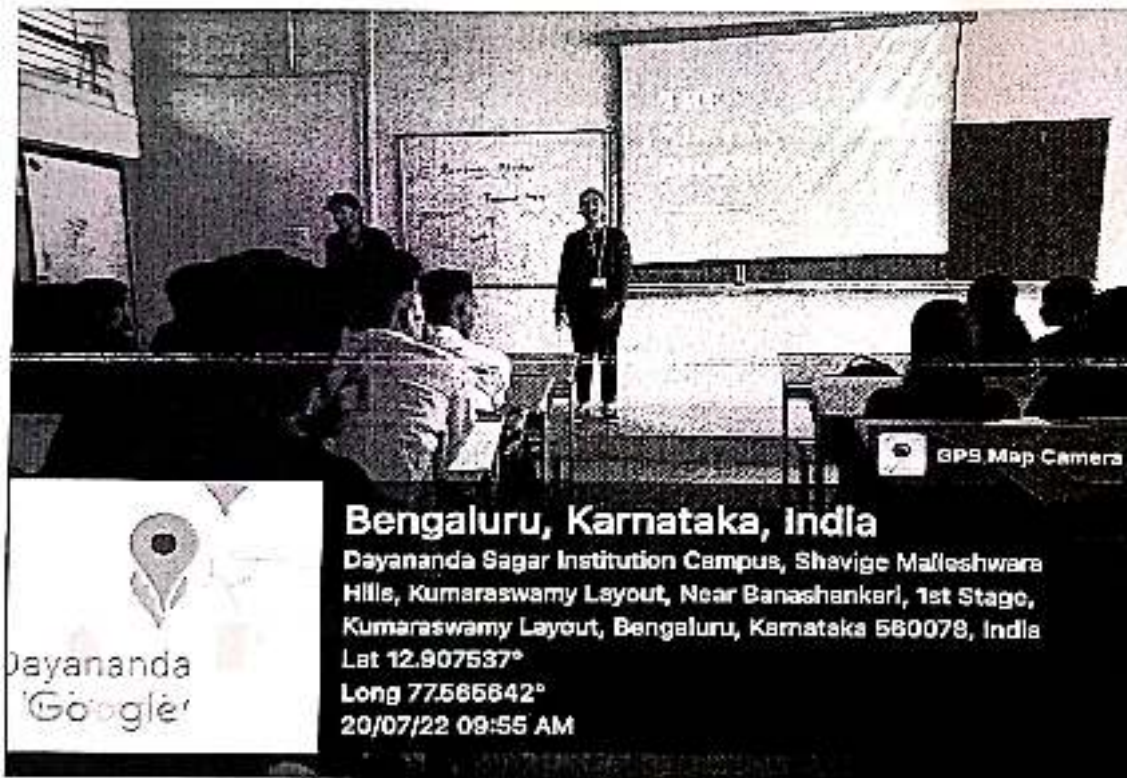 GPS Map Camera
Bengaluru, Karnataka, India
Dayananda Sagar Institution Campus, Shavige Malleshwara
Hills, Kumaraswamy Layout, Near Banashankari, 1st Stage,
Kumaraswamy Layout, Bengaluru, Karnataka 560078, India
Lat 12.907537°
Long 77.565642°
20/07/22 09:55 AM
Dayananda
Google